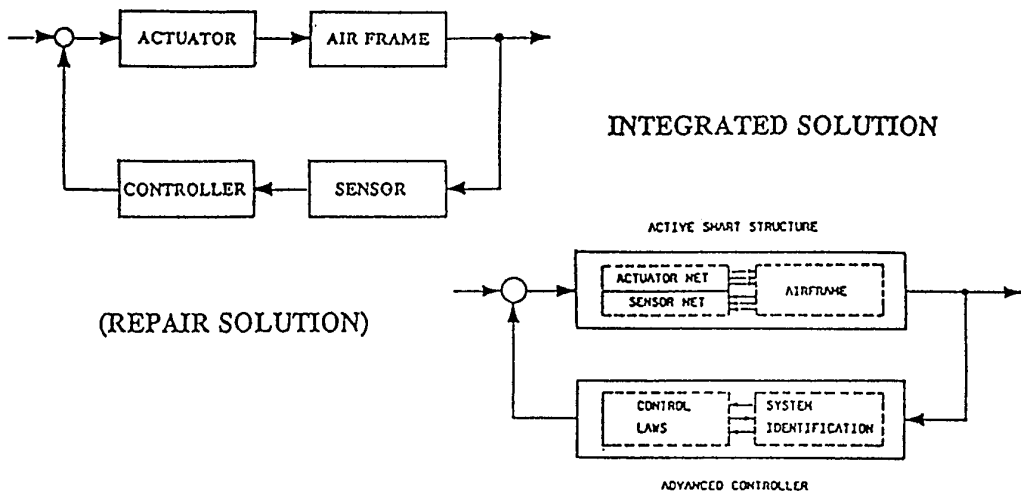 ACTUATOR
AIR FRAME
CONTROLLER
SENSOR
(REPAIR SOLUTION)
INTEGRATED SOLUTION
ACTIVE SMART STRUCTURE
ACTUATOR NET
SENSOR NET
AIRFRAME
CONTROL
LAWS
SYSTEM
IDENTIFICATION
ADVANCED CONTROLLER